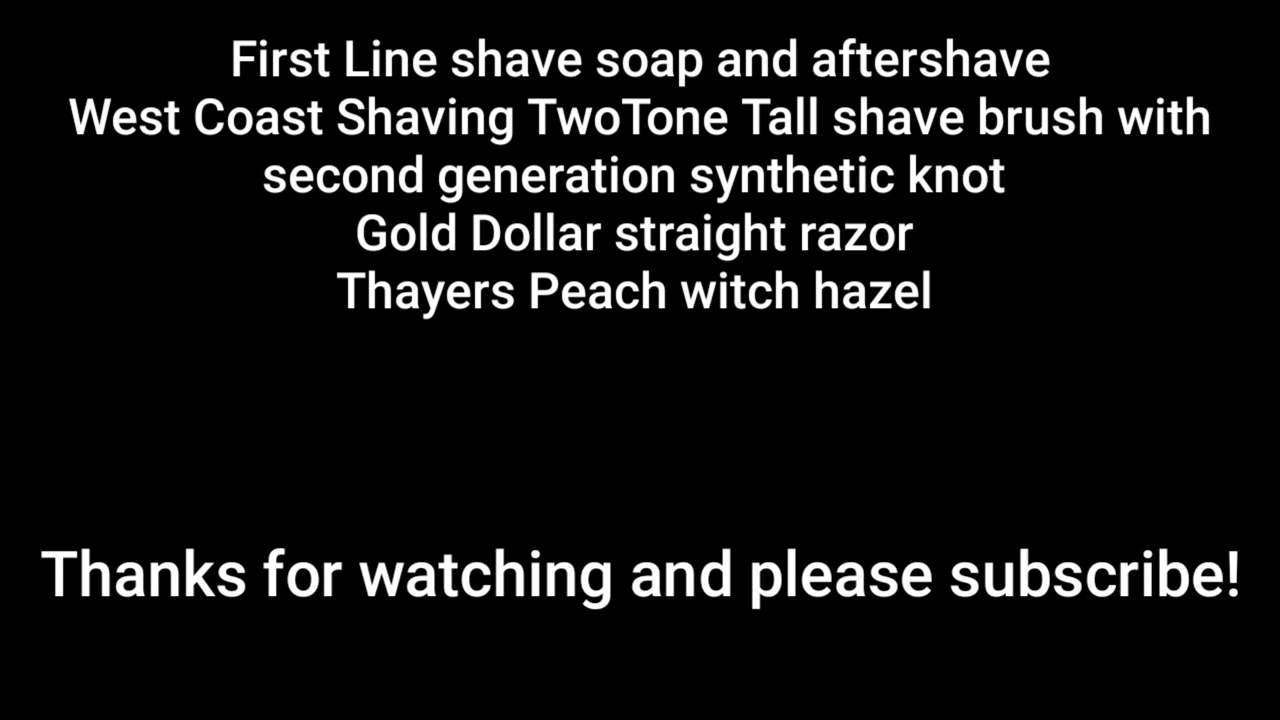 First Line shave soap and aftershave
West Coast Shaving TwoTone Tall shave brush with
second generation synthetic knot
Gold Dollar straight razor
Thayers Peach witch hazel
Thanks for watching and please subscribe!